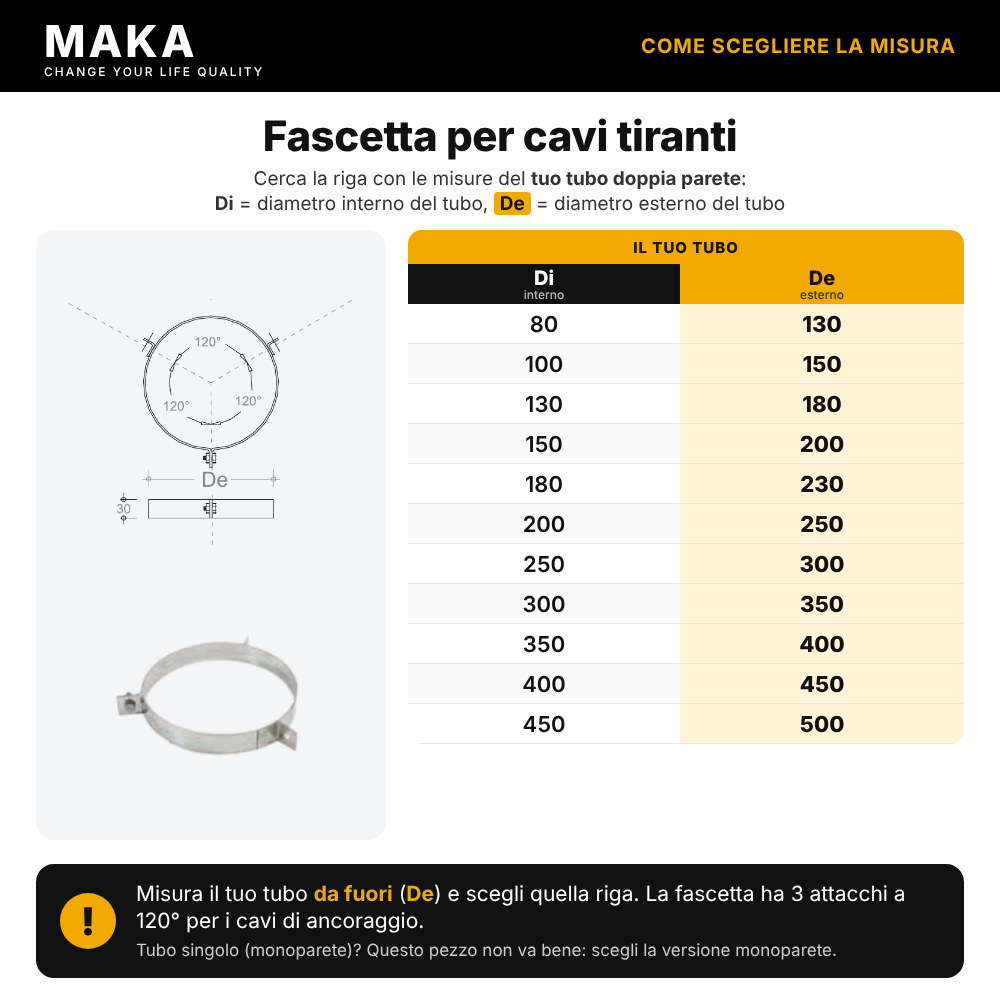 MAKA
CHANGE YOUR LIFE QUALITY
COME SCEGLIERE LA MISURA
Fascetta per cavi tiranti
Cerca la riga con le misure del tuo tubo doppia parete:
Di = diametro interno del tubo, De = diametro esterno del tubo
120°
120°
120°
De
30
IL TUO TUBO
Di De
interno esterno
80 130
100 150
130 180
150 200
180 230
200 250
250 300
300 350
350 400
400 450
450 500
!
Misura il tuo tubo da fuori (De) e scegli quella riga. La fascetta ha 3 attacchi a
120° per i cavi di ancoraggio.
Tubo singolo (monoparete)? Questo pezzo non va bene: scegli la versione monoparete.